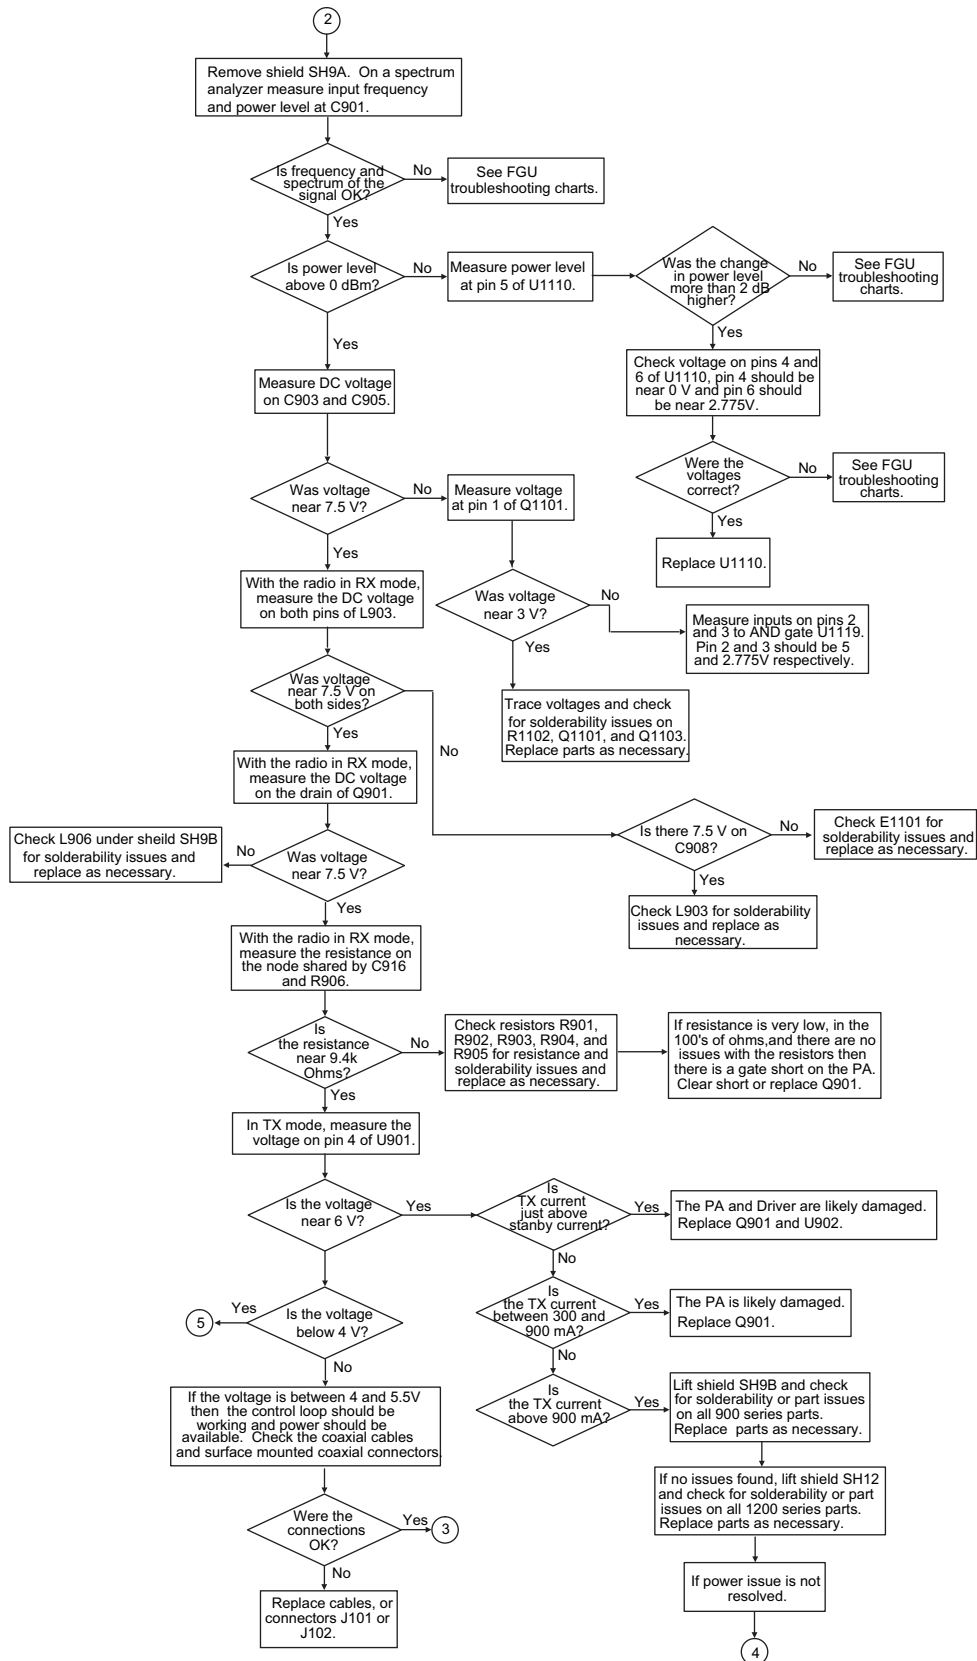 2
Remove shield SH9A. On a spectrum
analyzer measure input frequency
and power level at C901.
Is frequency and
spectrum of the
signal OK?
No
See FGU
troubleshooting charts.
Yes
Is power level
above 0 dBm?
No
Measure power level
at pin 5 of U1110.
Was the change
in power level
more than 2 dB
higher?
No
See FGU
troubleshooting
charts.
Yes
Check voltage on pins 4 and
6 of U1110, pin 4 should be
near 0 V and pin 6 should
be near 2.775V.
Were the
voltages
correct?
No
See FGU
troubleshooting
charts.
Yes
Replace U1110.
Yes
Measure DC voltage
on C903 and C905.
Was voltage
near 7.5 V?
No
Measure voltage
at pin 1 of Q1101.
Was voltage
near 3 V?
No
Measure inputs on pins 2
and 3 to AND gate U1119.
Pin 2 and 3 should be 5
and 2.775V respectively.
Yes
Trace voltages and check
for solderability issues on
R1102, Q1101, and Q1103.
Replace parts as necessary.
Yes
With the radio in RX mode,
measure the DC voltage
on both pins of L903.
Was voltage
near 7.5 V on
both sides?
No
Is there 7.5 V on
C908?
No
Check E1101 for
solderability issues and
replace as necessary.
Yes
Check L903 for solderability
issues and replace as
necessary.
Yes
With the radio in RX mode,
measure the DC voltage
on the drain of Q901.
Was voltage
near 7.5 V?
No
Check L906 under sheild SH9B
for solderability issues and
replace as necessary.
Yes
With the radio in RX mode,
measure the resistance on
the node shared by C916
and R906.
Is
the resistance
near 9.4k
Ohms?
No
Check resistors R901,
R902, R903, R904, and
R905 for resistance and
solderability issues and
replace as necessary.
If resistance is very low, in the
100's of ohms,and there are no
issues with the resistors then
there is a gate short on the PA.
Clear short or replace Q901.
Yes
In TX mode, measure the
voltage on pin 4 of U901.
Is the voltage
near 6 V?
Yes
Is
TX current
just above
stanby current?
Yes
The PA and Driver are likely damaged.
Replace Q901 and U902.
No
Is
the TX current
between 300 and
900 mA?
Yes
The PA is likely damaged.
Replace Q901.
No
Is
the TX current
above 900 mA?
Yes
Lift shield SH9B and check
for solderability or part issues
on all 900 series parts.
Replace parts as necessary.
If no issues found, lift shield SH12
and check for solderability or part
issues on all 1200 series parts.
Replace parts as necessary.
If power issue is not
resolved.
4
Is the voltage
below 4 V?
Yes
5
No
If the voltage is between 4 and 5.5V
then the control loop should be
working and power should be
available. Check the coaxial cables
and surface mounted coaxial connectors.
Were the
connections
OK?
Yes
3
No
Replace cables, or
connectors J101 or
J102.